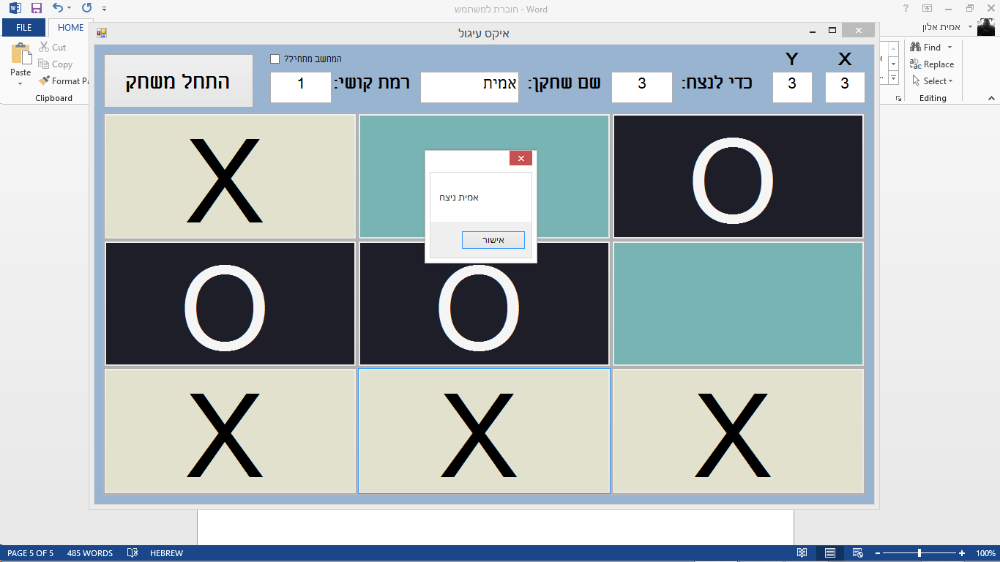 חוברת למשתמש - Word
?
FILE
HOME
אמית אלון
Cut
Copy
Format Pa
Paste
Clipboard
Find
Replace
Select
Editing
איקס עיגול
התחל משחק
המחשב מתחיל?
רמת קושי: 1
שם שחקן: אמית
כדי לנצח: 3
Y X
3 3
X O
O O
X X X
אמית ניצח
אישור
PAGE 5 OF 5 485 WORDS HEBREW 100%